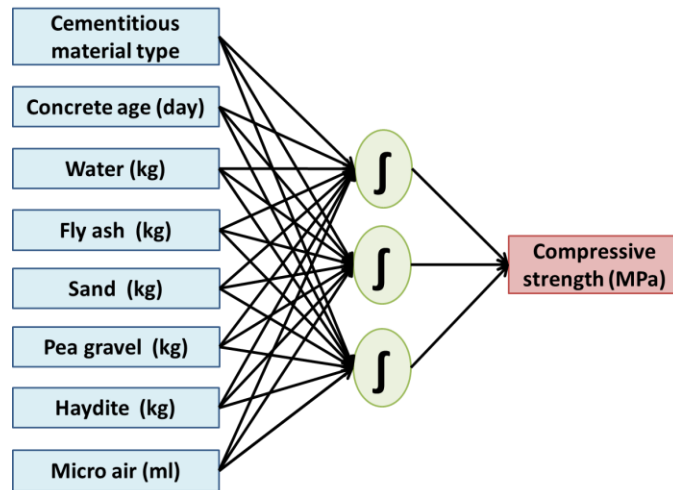 Cementitious
material type
Concrete age (day)
Water (kg)
Fly ash (kg)
Sand (kg)
Pea gravel (kg)
Haydite (kg)
Micro air (ml)
∫
∫
∫
Compressive
strength (MPa)